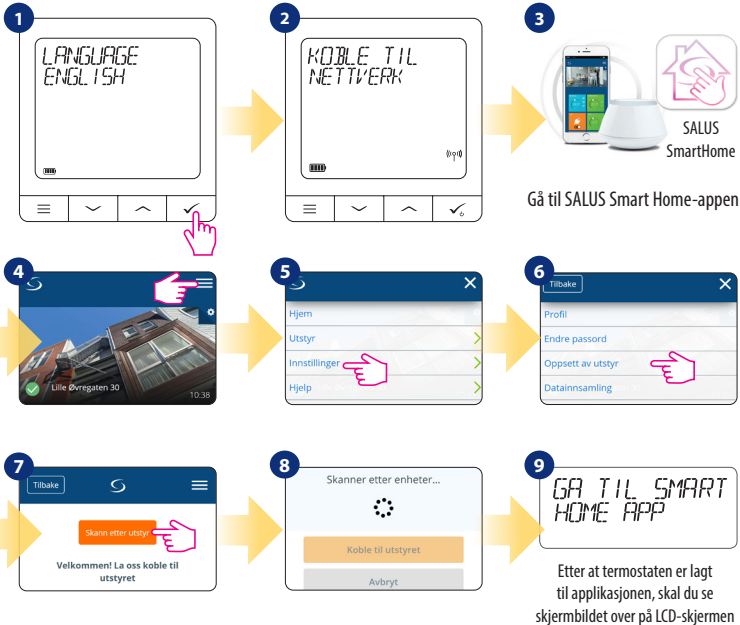 1
LANGUAGE
ENGLISH
2
KOBLE TIL
NETTVERK
3
SALUS
SmartHome
Gå til SALUS Smart Home-appen
4
Lille Øvregaten 30
10:38
5
Hjem
Utstyr
Innstillinger
Hjelp
6
Tilbake
Profil
Endre passord
Oppsett av utstyr
Datainnsamling
7
Tilbake
Skann etter utstyr
Velkommen! La oss koble til
utstyret
8
Skanner etter enheter...
Koble til utstyret
Avbryt
9
GA TIL SMART
HOME APP
Etter at termostaten er lagt
til applikasjonen, skal du se
skjermbildet over på LCD-skjermen